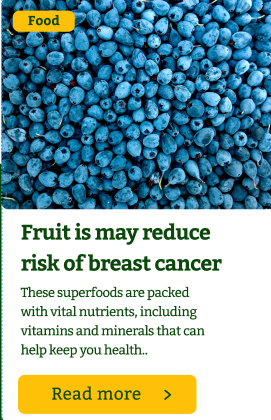 Food
Fruit is may reduce
risk of breast cancer
These superfoods are packed
with vital nutrients, including
vitamins and minerals that can
help keep you health..
Read more >